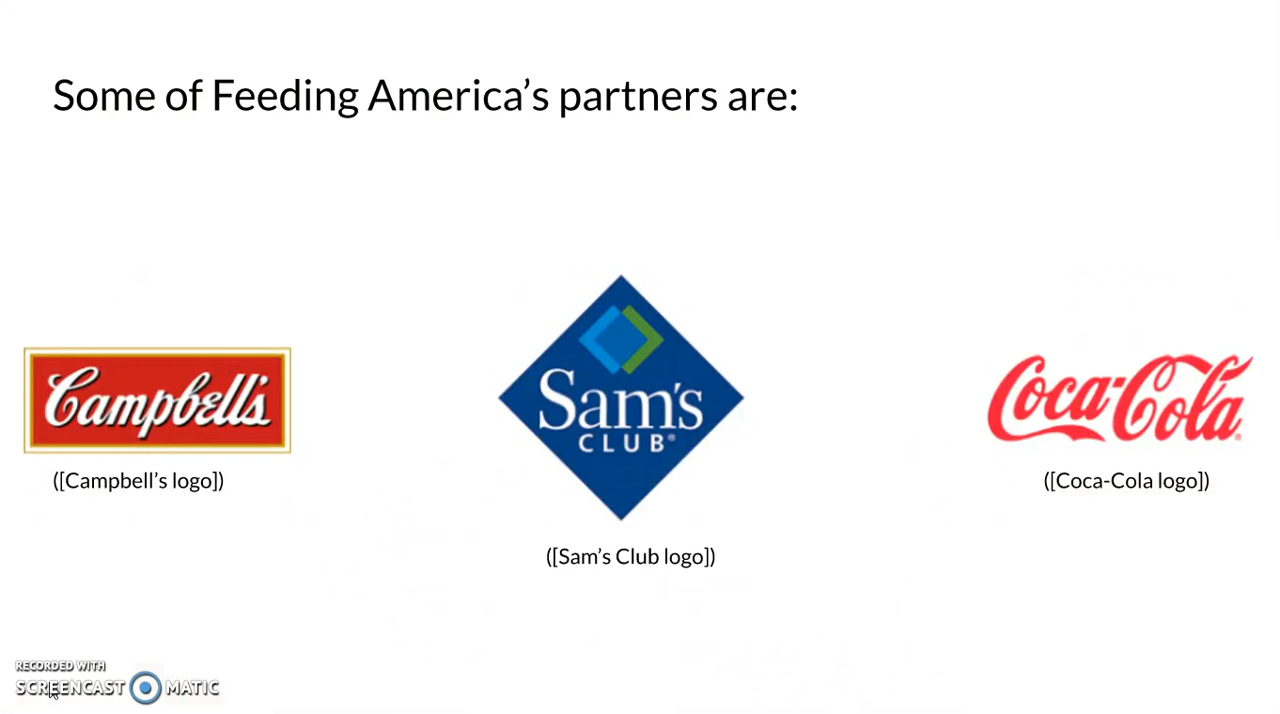 Some of Feeding America’s partners are:
Campbell's
Sam's
CLUB®
Coca-Cola
([Campbell’s logo])
([Coca-Cola logo])
([Sam’s Club logo])
RECORDED WITH
SCREENCAST MATIC